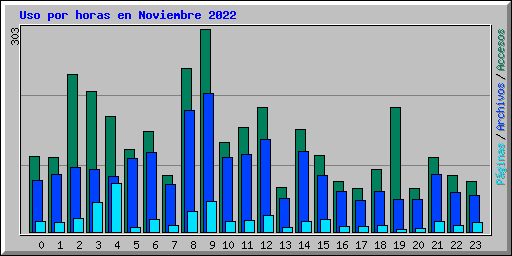 Uso por horas en Noviembre 2022
303
Páginas / Archivos / Accesos
0 1 2 3 4 5 6 7 8 9 10 11 12 13 14 15 16 17 18 19 20 21 22 23